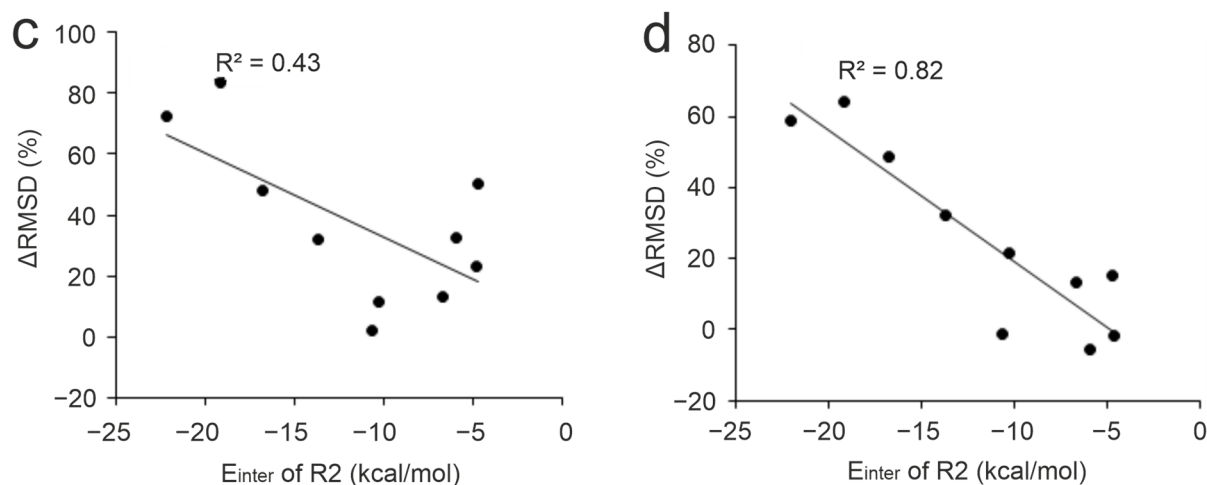 c
100
80
60
40
20
0
−20
ΔRMSD (%)
R² = 0.43
−25 −20 −15 −10 −5 0
Einter of R2 (kcal/mol)
d
80
60
40
20
0
−20
ΔRMSD (%)
R² = 0.82
−25 −20 −15 −10 −5 0
Einter of R2 (kcal/mol)